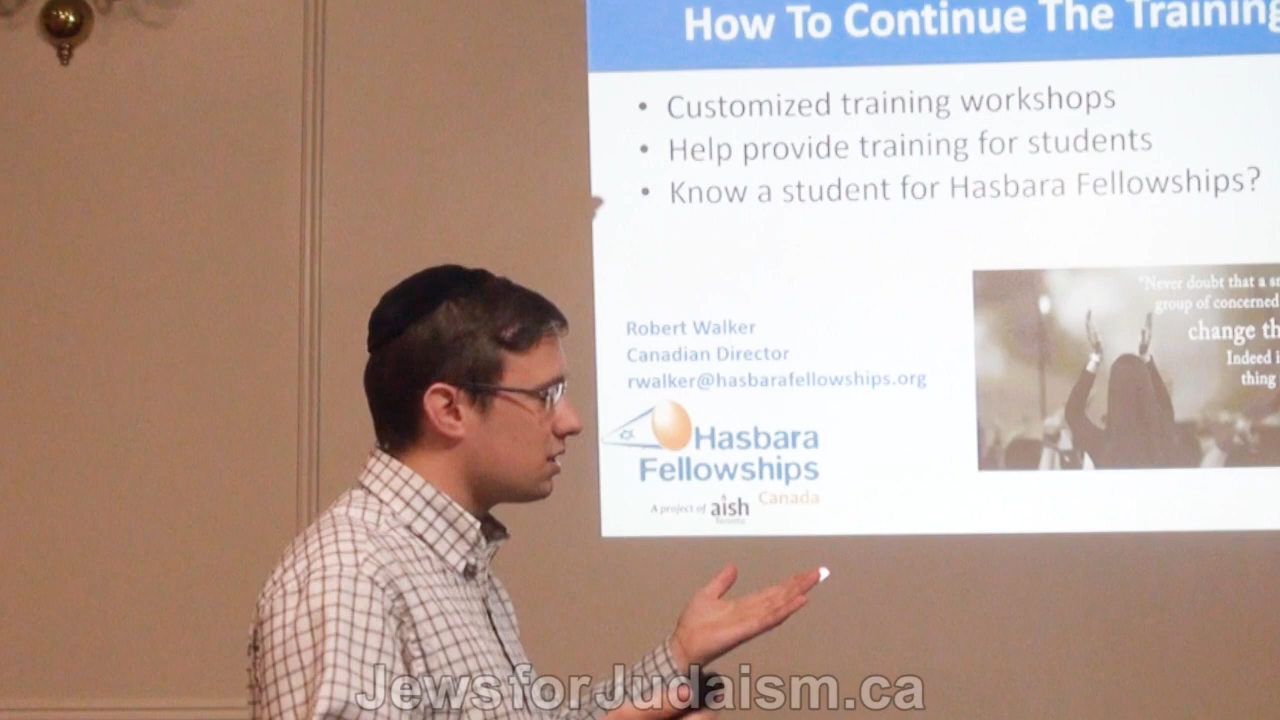 How To Continue The Training
• Customized training workshops
• Help provide training for students
• Know a student for Hasbara Fellowships?
"Never doubt that a
group of concerned
change
Indeed
thing
Robert Walker
Canadian Director
rwalker@hasbarafellowships.org
Hasbara
Fellowships
Canada
A project of aish
Toronto
JewsforJudaism.ca